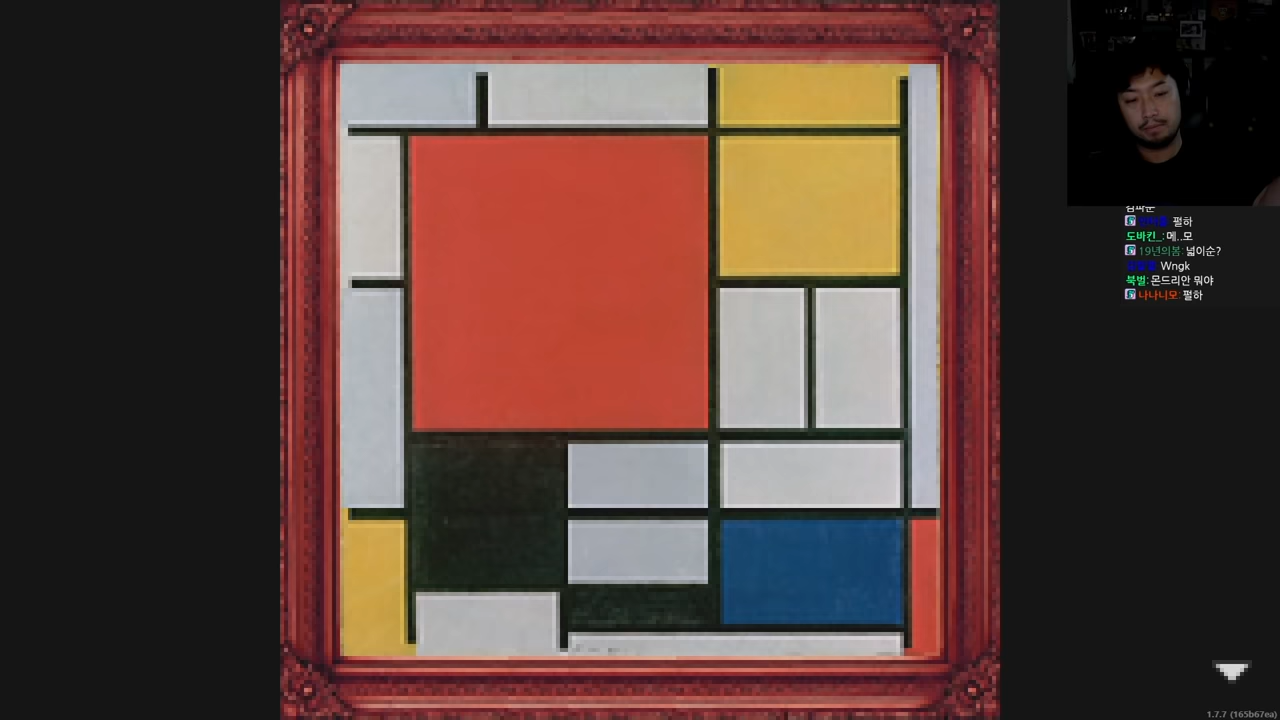 펄하
도바킨_: 메..모
19년의봄: 넓이순?
Wngk
북벌: 몬드리안 뭐야
나나니모: 펄하
1.7.7 (165b67ea)